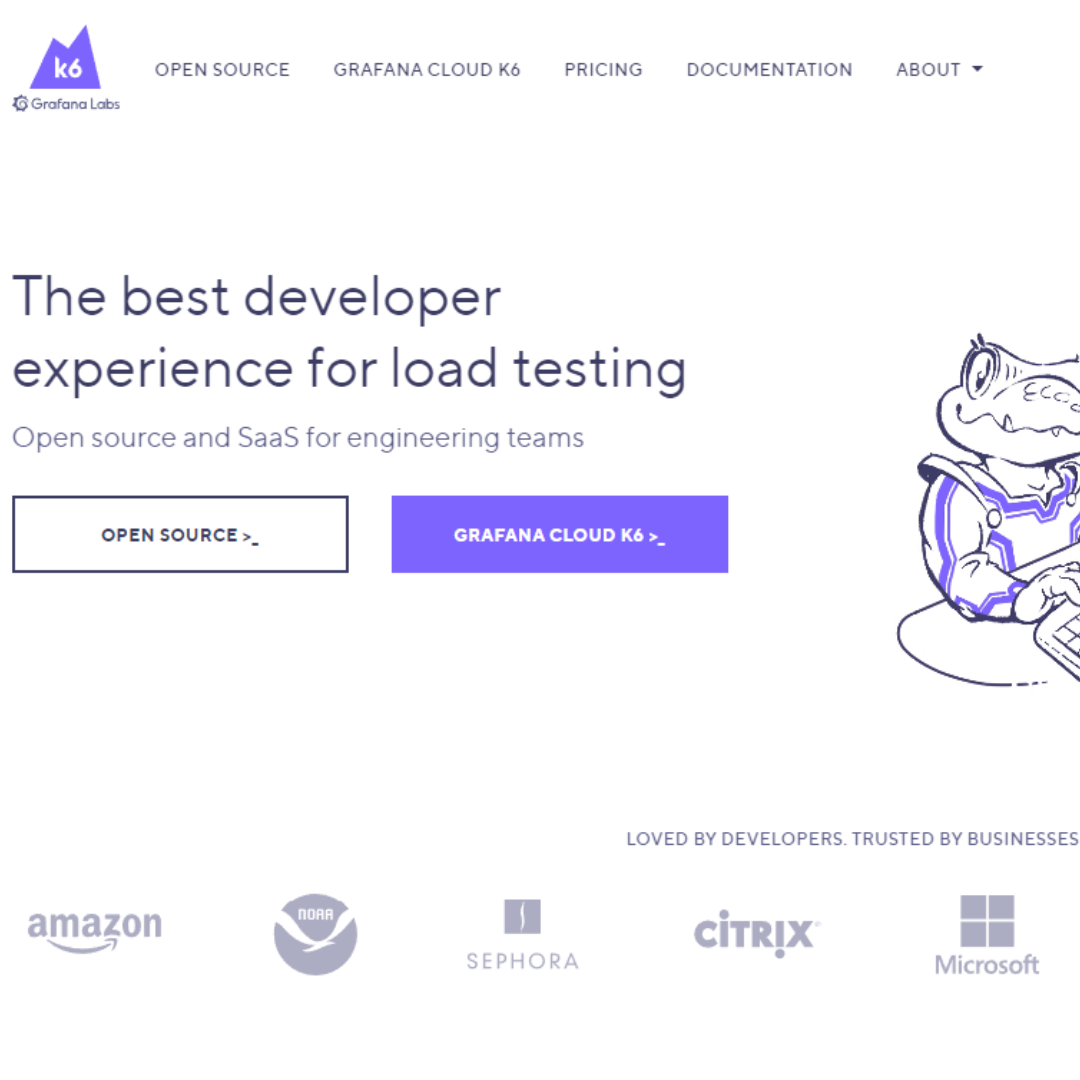 k6
Grafana Labs
OPEN SOURCE
GRAFANA CLOUD K6
PRICING
DOCUMENTATION
ABOUT
The best developer
experience for load testing
Open source and SaaS for engineering teams
OPEN SOURCE >_
GRAFANA CLOUD K6 >_
LOVED BY DEVELOPERS. TRUSTED BY BUSINESSES
amazon
NOAA
SEPHORA
CiTRIX®
Microsoft